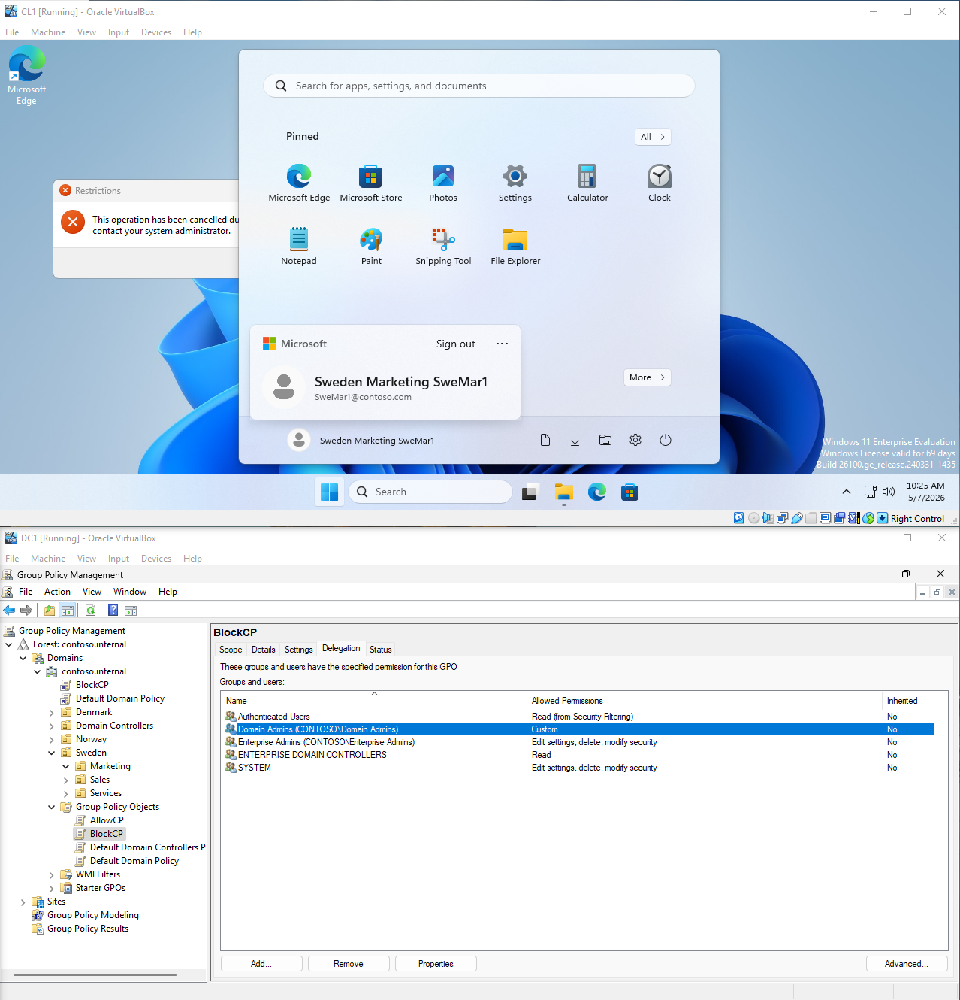 CL1 [Running] - Oracle VirtualBox
File Machine View Input Devices Help
Microsoft
Edge
Search for apps, settings, and documents
Pinned
All
Microsoft Edge
Microsoft Store
Photos
Settings
Calculator
Clock
Restrictions
This operation has been cancelled du
contact your system administrator.
Notepad
Paint
Snipping Tool
File Explorer
Microsoft
Sign out
Sweden Marketing SweMar1
SweMar1@contoso.com
More
Sweden Marketing SweMar1
Windows 11 Enterprise Evaluation
Windows License valid for 69 days
Build 26100.ge_release.240331-1435
Search
10:25 AM
5/7/2026
Right Control
DC1 [Running] - Oracle VirtualBox
File Machine View Input Devices Help
Group Policy Management
File Action View Window Help
Group Policy Management
Forest: contoso.internal
Domains
contoso.internal
BlockCP
Default Domain Policy
Denmark
Domain Controllers
Norway
Sweden
Marketing
Sales
Services
Group Policy Objects
AllowCP
BlockCP
Default Domain Controllers P
Default Domain Policy
WMI Filters
Starter GPOs
Sites
Group Policy Modeling
Group Policy Results
BlockCP
Scope Details Settings Delegation Status
These groups and users have the specified permission for this GPO
Groups and users:
Name Allowed Permissions Inherited
Authenticated Users Read (from Security Filtering) No
Domain Admins (CONTOSO\Domain Admins) Custom No
Enterprise Admins (CONTOSO\Enterprise Admins) Edit settings, delete, modify security No
ENTERPRISE DOMAIN CONTROLLERS Read No
SYSTEM Edit settings, delete, modify security No
Add... Remove Properties Advanced...